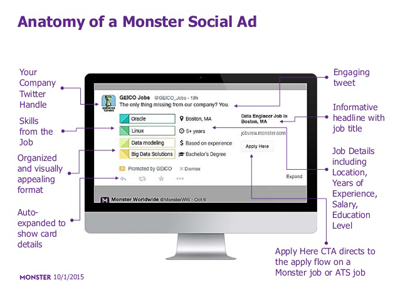 Anatomy of a Monster Social Ad
Your
Company
Twitter
Handle
Skills
from the
Job
Organized
and visually
appealing
format
Auto-
expanded to
show card
details
GEICO Jobs @GEICO_Jobs · 19h
The only thing missing from our company? You.
Oracle
Linux
Data modeling
Big Data Solutions
Boston, MA
5+ years
Based on experience
Bachelor's Degree
Data Engineer Job in
Boston, MA
jobview.monster.com
Apply Here
Promoted by GEICO
Dismiss
Expand
Monster Worldwide
Engaging
tweet
Informative
headline with
job title
Job Details
including
Location,
Years of
Experience,
Salary,
Education
Level
Apply Here CTA directs to
the apply flow on a
Monster job or ATS job
MONSTER 10/1/2015